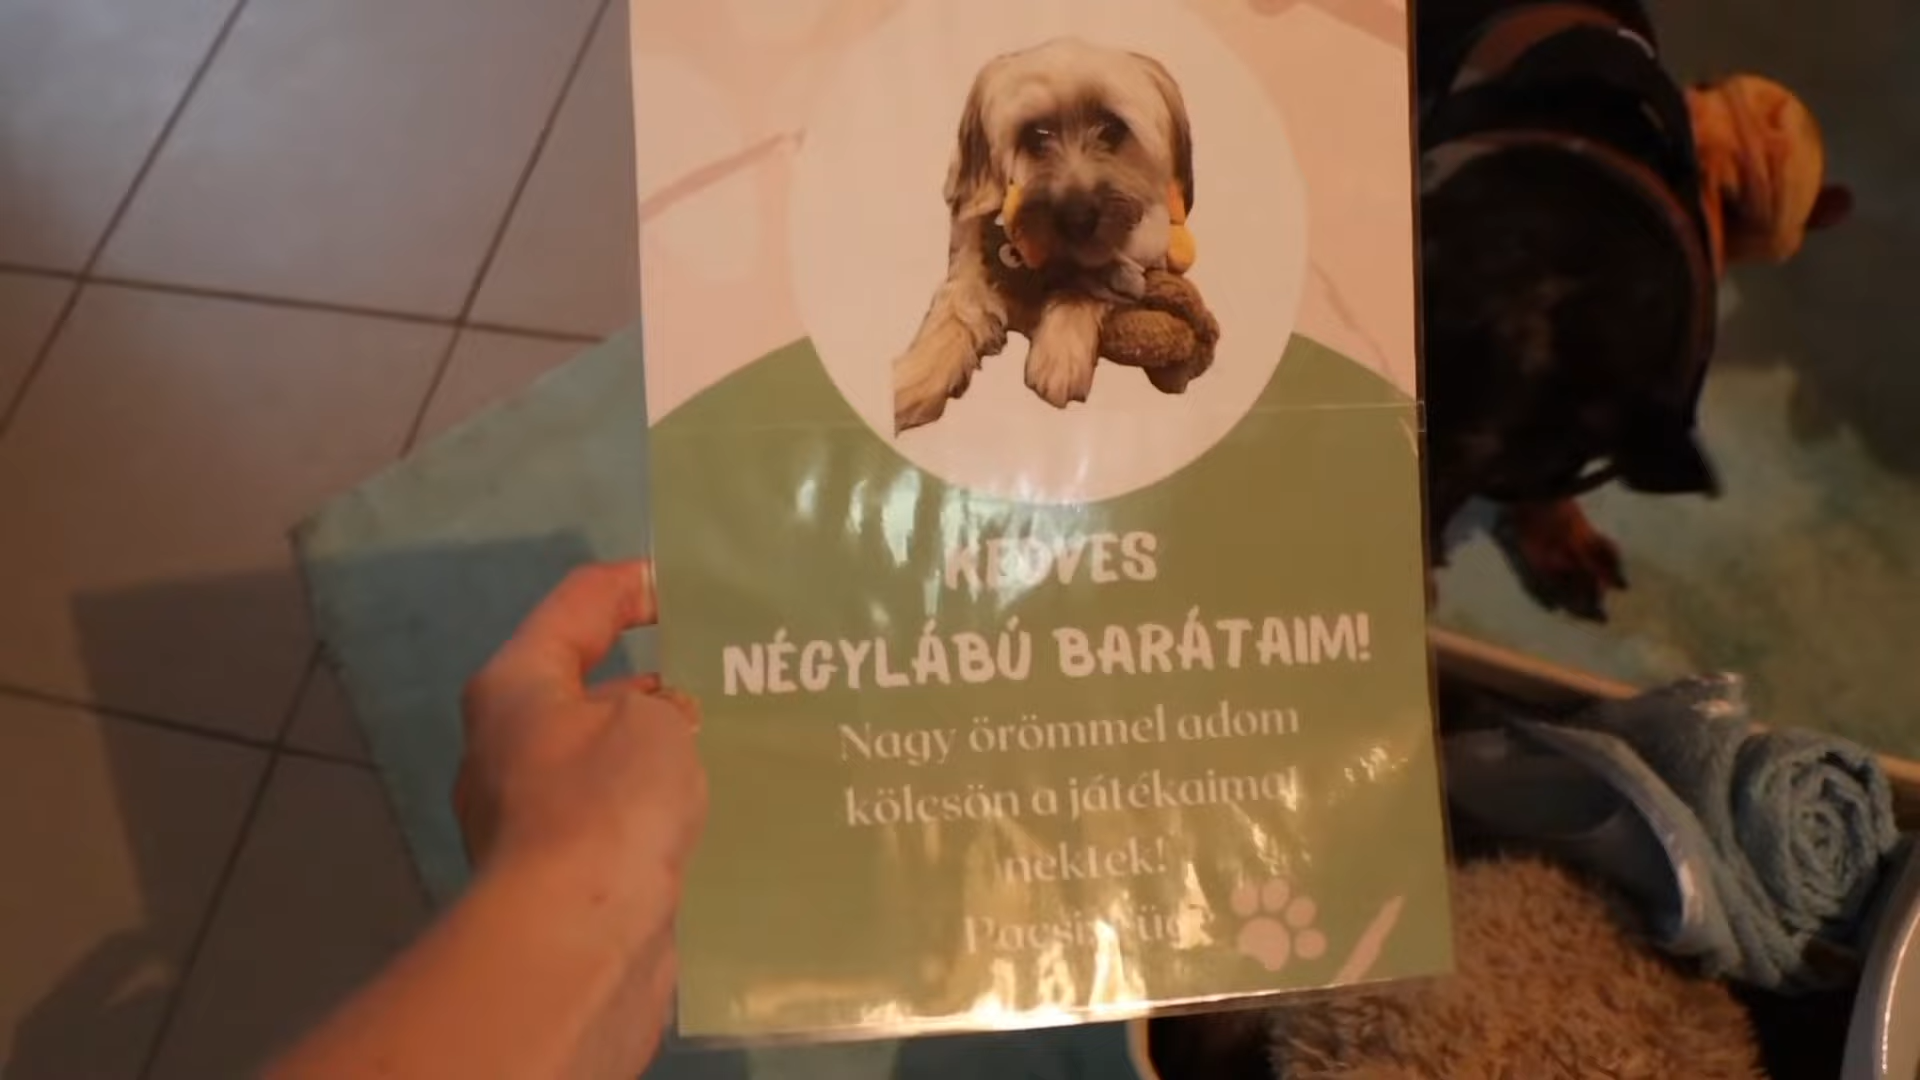 KEDVES
NÉGYLÁBÚ BARÁTAIM!
Nagy örömmel adom
kölcsön a játékaimat
nektek!